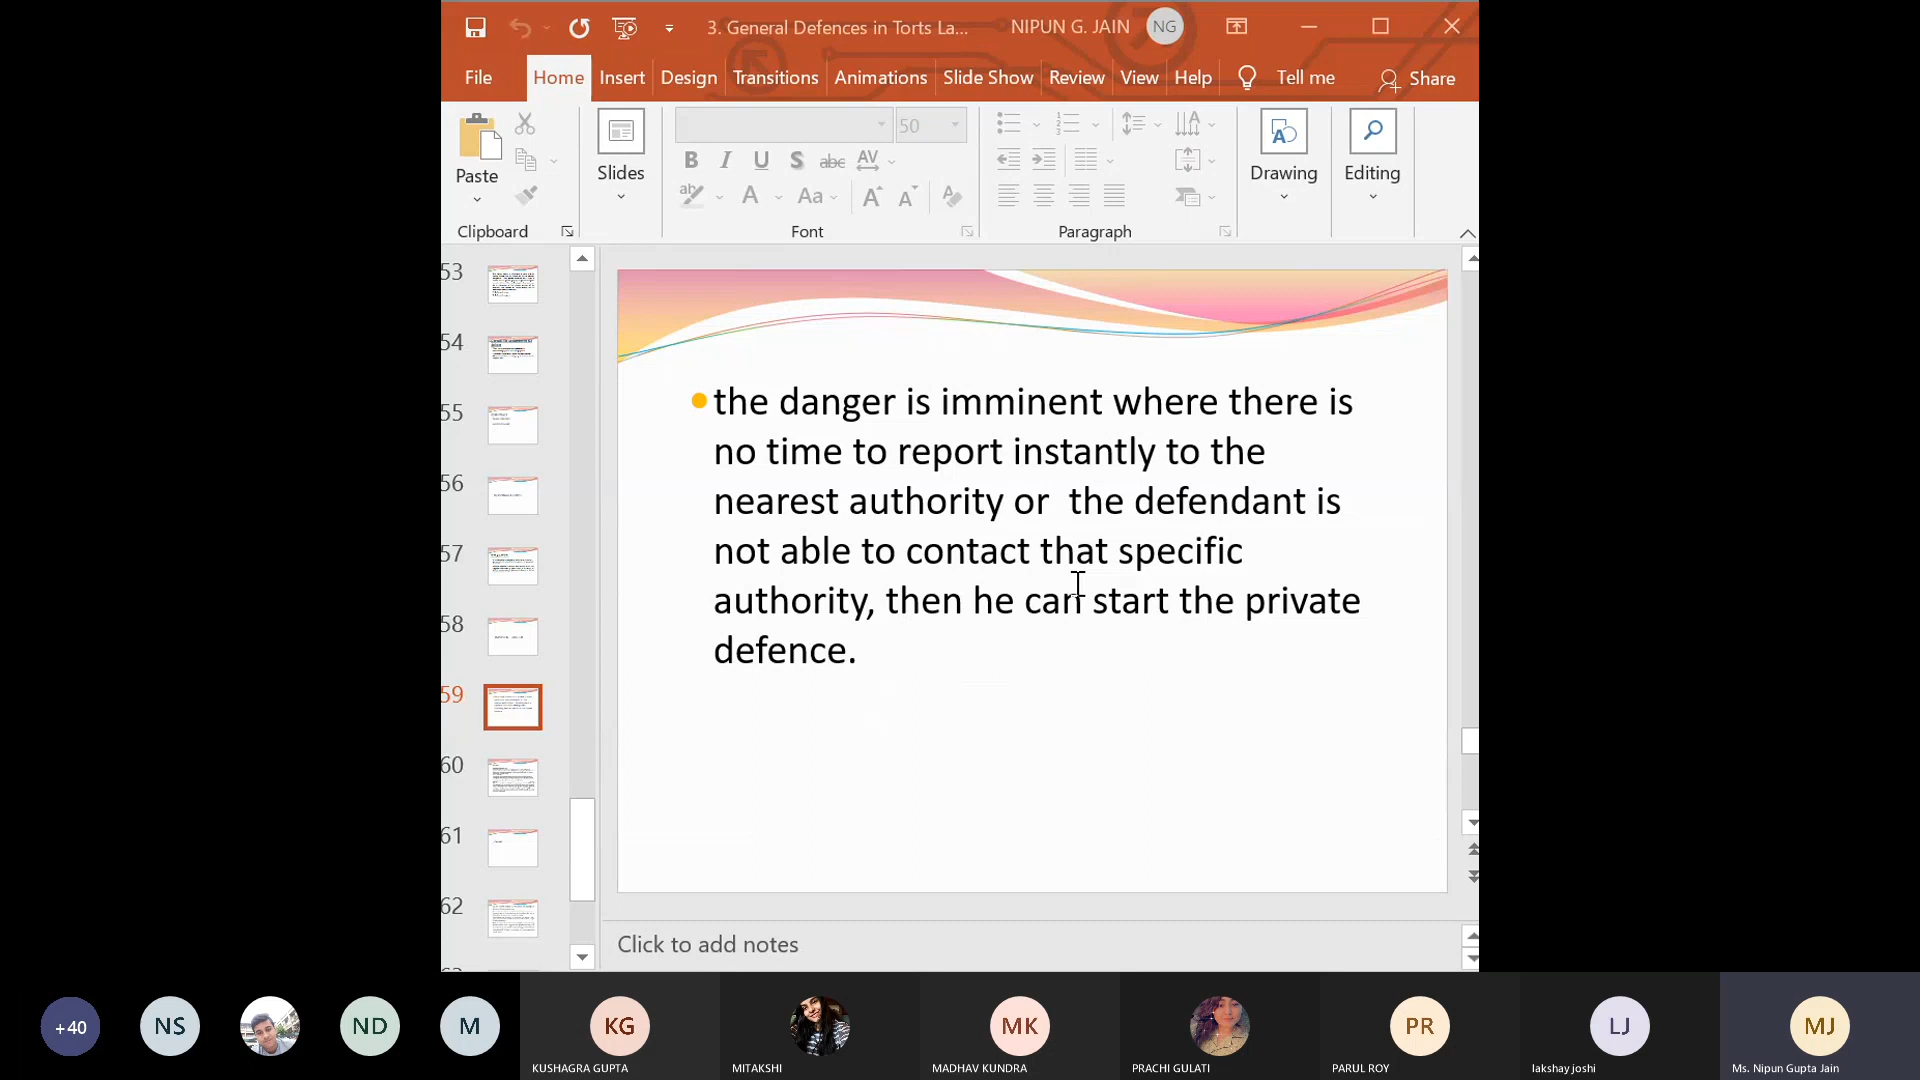 3. General Defences in Torts La...
NIPUN G. JAIN
NG
File
Home
Insert
Design
Transitions
Animations
Slide Show
Review
View
Help
Tell me
Share
Paste
Slides
50
Drawing
Editing
Clipboard
Font
Paragraph
53
54
55
56
57
58
59
60
61
62
the danger is imminent where there is
no time to report instantly to the
nearest authority or the defendant is
not able to contact that specific
authority, then he can start the private
defence.
Click to add notes
+40
NS
ND
M
KG
KUSHAGRA GUPTA
MITAKSHI
MK
MADHAV KUNDRA
PRACHI GULATI
PR
PARUL ROY
LJ
lakshay joshi
MJ
Ms. Nipun Gupta Jain